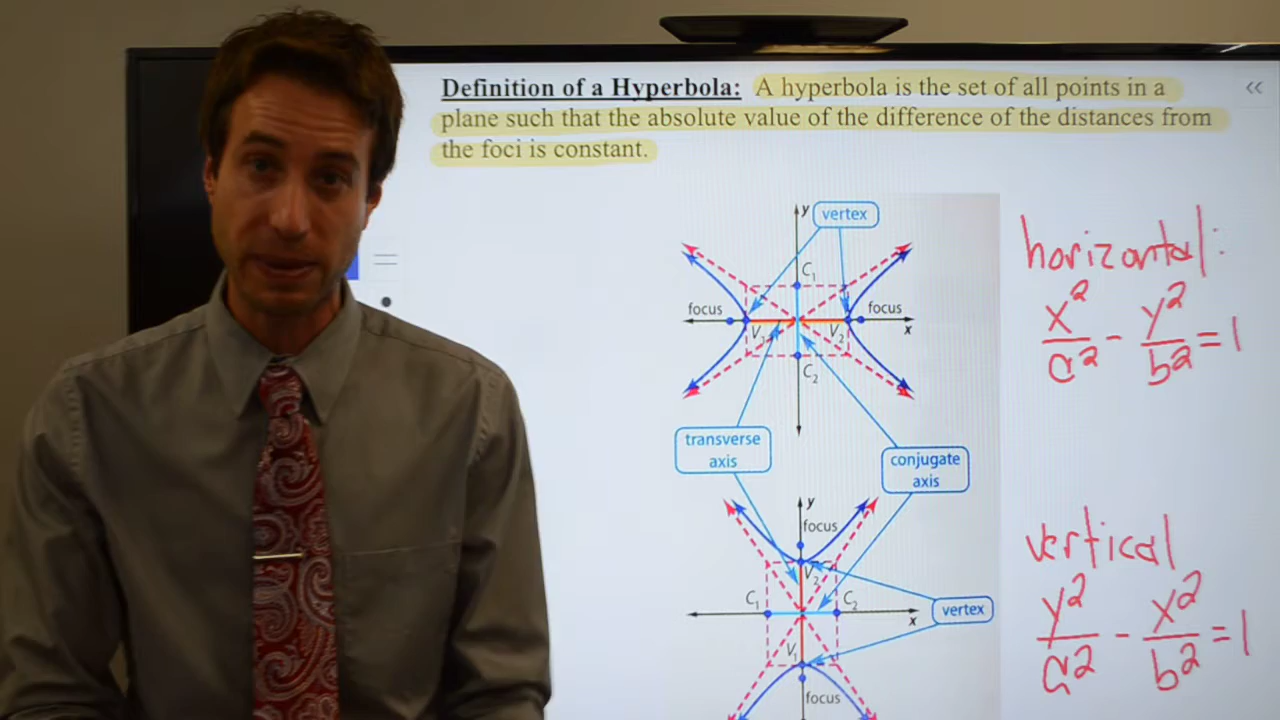 Definition of a Hyperbola: A hyperbola is the set of all points in a
plane such that the absolute value of the difference of the distances from
the foci is constant.
«
y
vertex
C₁
focus
focus
V₁
V₂
x
C₂
transverse
axis
conjugate
axis
horizontal:
x²/a² - y²/b² = 1
y
focus
V₂
C₁
C₂
x
vertex
V₁
focus
vertical
y²/a² - x²/b² = 1